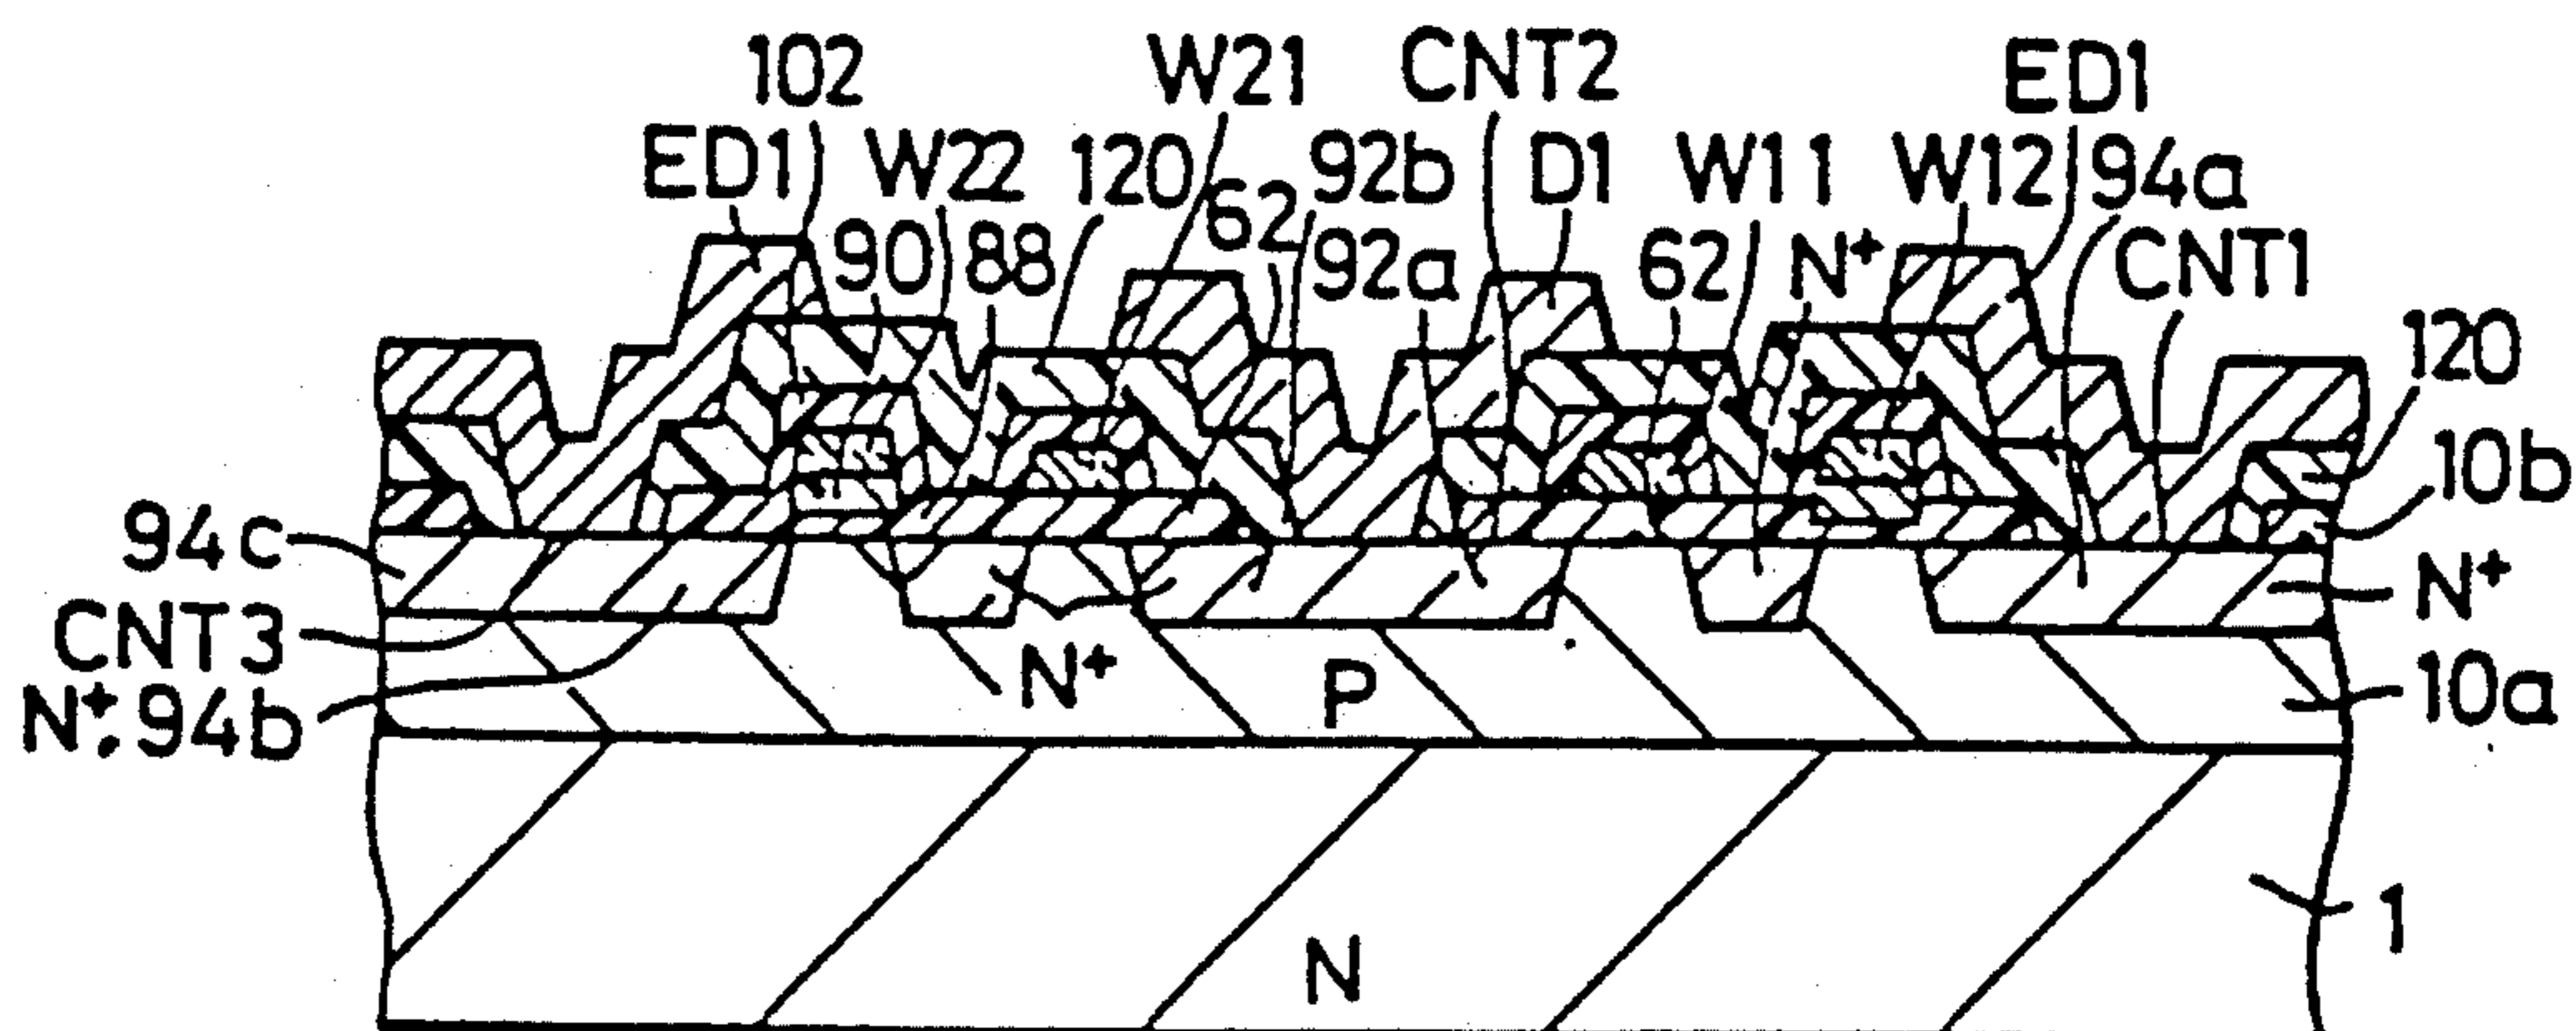 102 W21 CNT2 ED1
ED1 W22 120 62 92b D1 W11 W12 94a
90 88 92a 62 N+ CNT1
120
10b
94c
N+
CNT3
N+ P 10a
N+. 94b
1
N